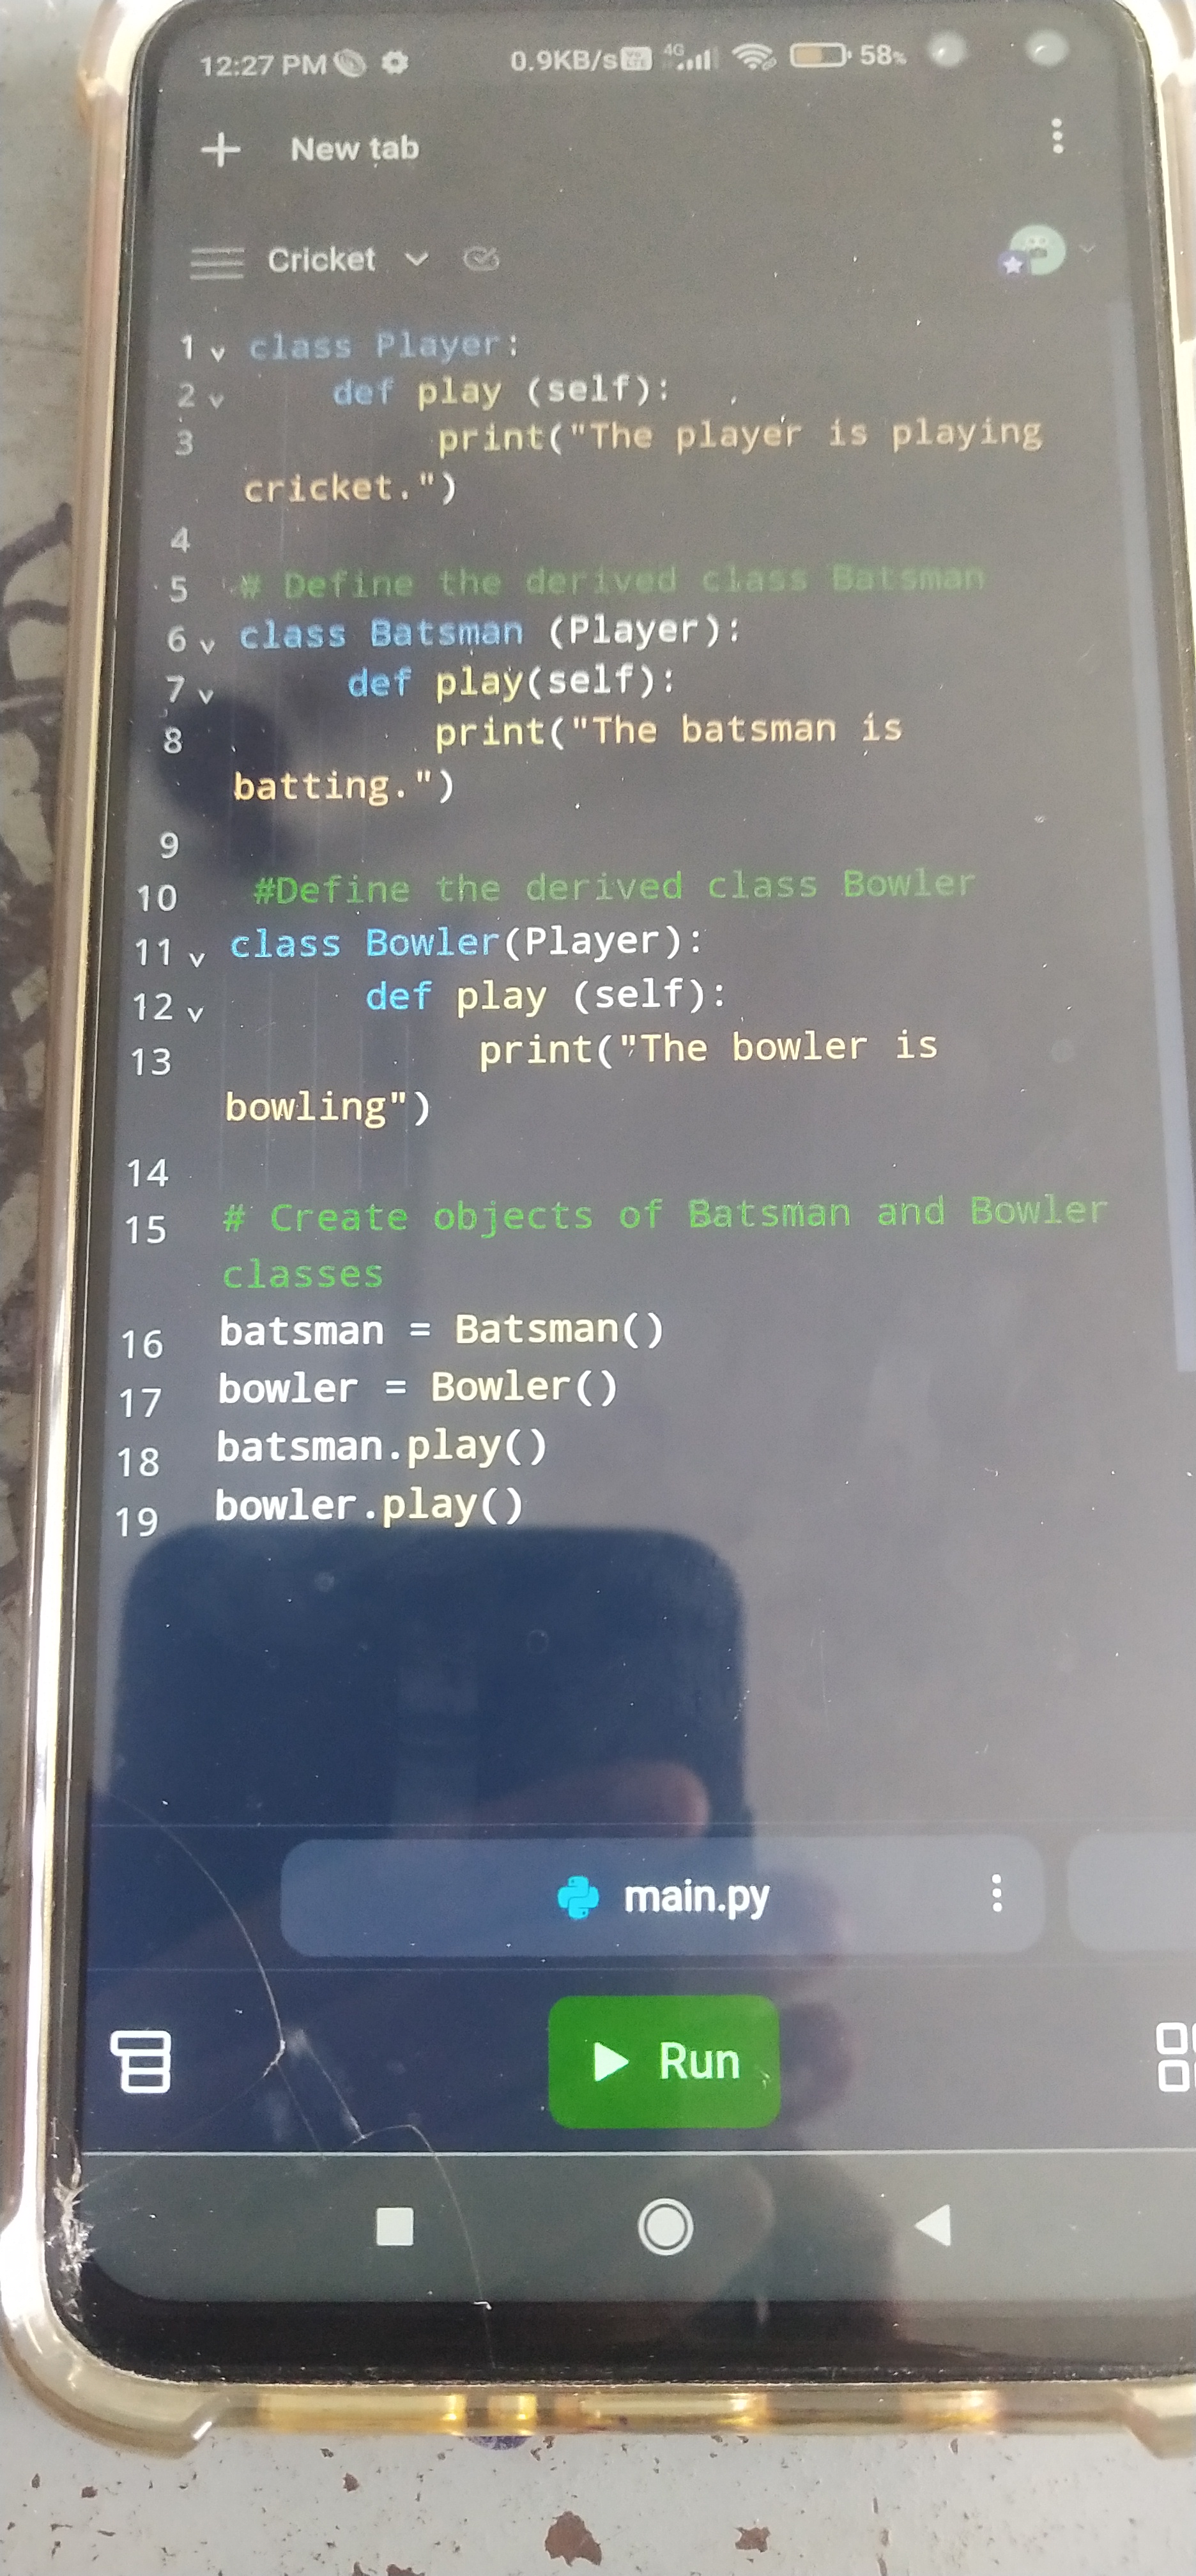 12:27 PM 0.9KB/s 4G 58%
+ New tab
Cricket
1 class Player:
2 def play (self):
3 print("The player is playing
cricket.")
4
5 # Define the derived class Batsman
6 class Batsman (Player):
7 def play(self):
8 print("The batsman is
batting.")
9
10 #Define the derived class Bowler
11 class Bowler(Player):
12 def play (self):
13 print("The bowler is
bowling")
14
15 # Create objects of Batsman and Bowler
classes
16 batsman = Batsman()
17 bowler = Bowler()
18 batsman.play()
19 bowler.play()
main.py
Run